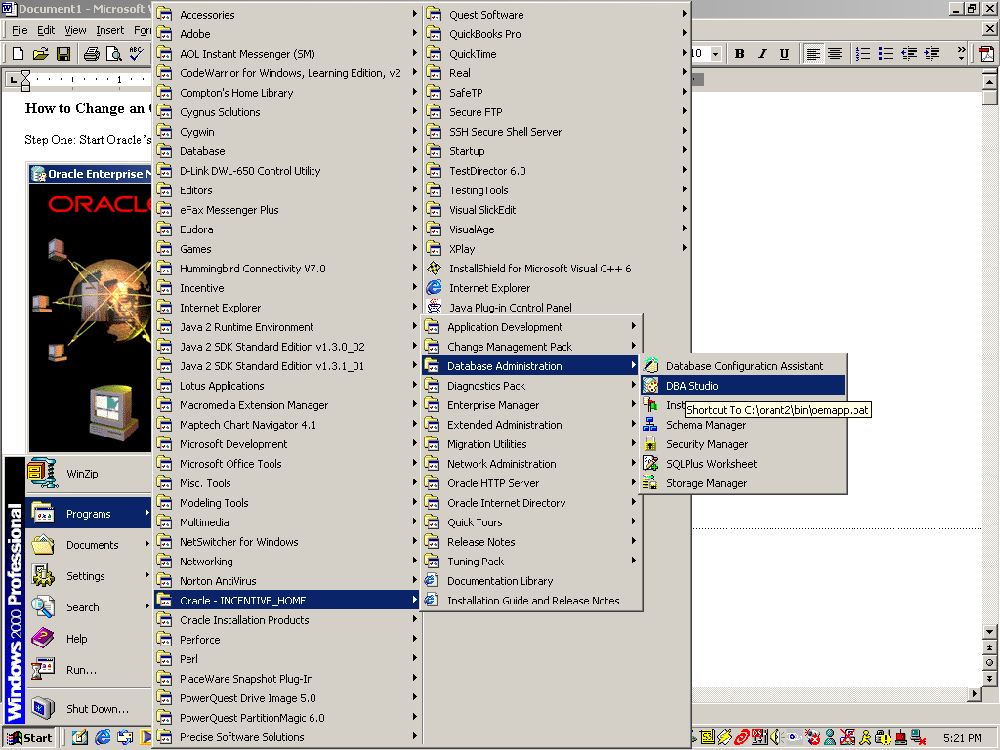 Document1 - Microsoft
File Edit View Insert
10 B I U
1
How to Change an
Step One: Start Oracle's
Oracle Enterprise
ORACL
WinZip
Programs
Documents
Settings
Search
Help
Run...
Shut Down...
Windows 2000 Professional
Accessories
Adobe
AOL Instant Messenger (SM)
CodeWarrior for Windows, Learning Edition, v2
Compton's Home Library
Cygnus Solutions
Cygwin
Database
D-Link DWL-650 Control Utility
Editors
eFax Messenger Plus
Eudora
Games
Hummingbird Connectivity V7.0
Incentive
Internet Explorer
Java 2 Runtime Environment
Java 2 SDK Standard Edition v1.3.0_02
Java 2 SDK Standard Edition v1.3.1_01
Lotus Applications
Macromedia Extension Manager
Maptech Chart Navigator 4.1
Microsoft Development
Microsoft Office Tools
Misc. Tools
Modeling Tools
Multimedia
NetSwitcher for Windows
Networking
Norton AntiVirus
Oracle - INCENTIVE_HOME
Oracle Installation Products
Perforce
Perl
PlaceWare Snapshot Plug-In
PowerQuest Drive Image 5.0
PowerQuest PartitionMagic 6.0
Precise Software Solutions
Quest Software
QuickBooks Pro
QuickTime
Real
SafeTP
Secure FTP
SSH Secure Shell Server
Startup
TestDirector 6.0
TestingTools
Visual SlickEdit
VisualAge
XPlay
InstallShield for Microsoft Visual C++ 6
Internet Explorer
Java Plug-in Control Panel
Application Development
Change Management Pack
Database Administration
Diagnostics Pack
Enterprise Manager
Extended Administration
Migration Utilities
Network Administration
Oracle HTTP Server
Oracle Internet Directory
Quick Tours
Release Notes
Tuning Pack
Documentation Library
Installation Guide and Release Notes
Database Configuration Assistant
DBA Studio
Shortcut To C:\orant2\bin\oemapp.bat
Schema Manager
Security Manager
SQLPlus Worksheet
Storage Manager
Start
5:21 PM